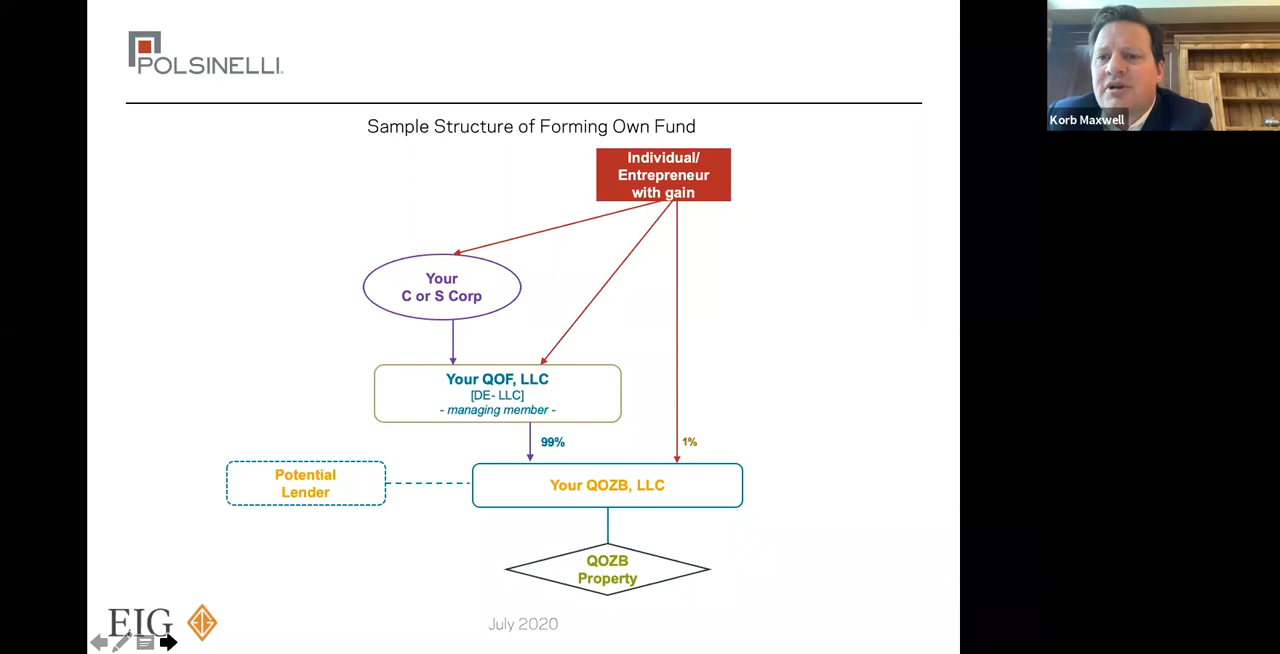 POLSINELLI
Korb Maxwell
Sample Structure of Forming Own Fund
Individual/
Entrepreneur
with gain
Your
C or S Corp
Your QOF, LLC
[DE- LLC]
- managing member -
99%
1%
Potential
Lender
Your QOZB, LLC
QOZB
Property
EIG
July 2020